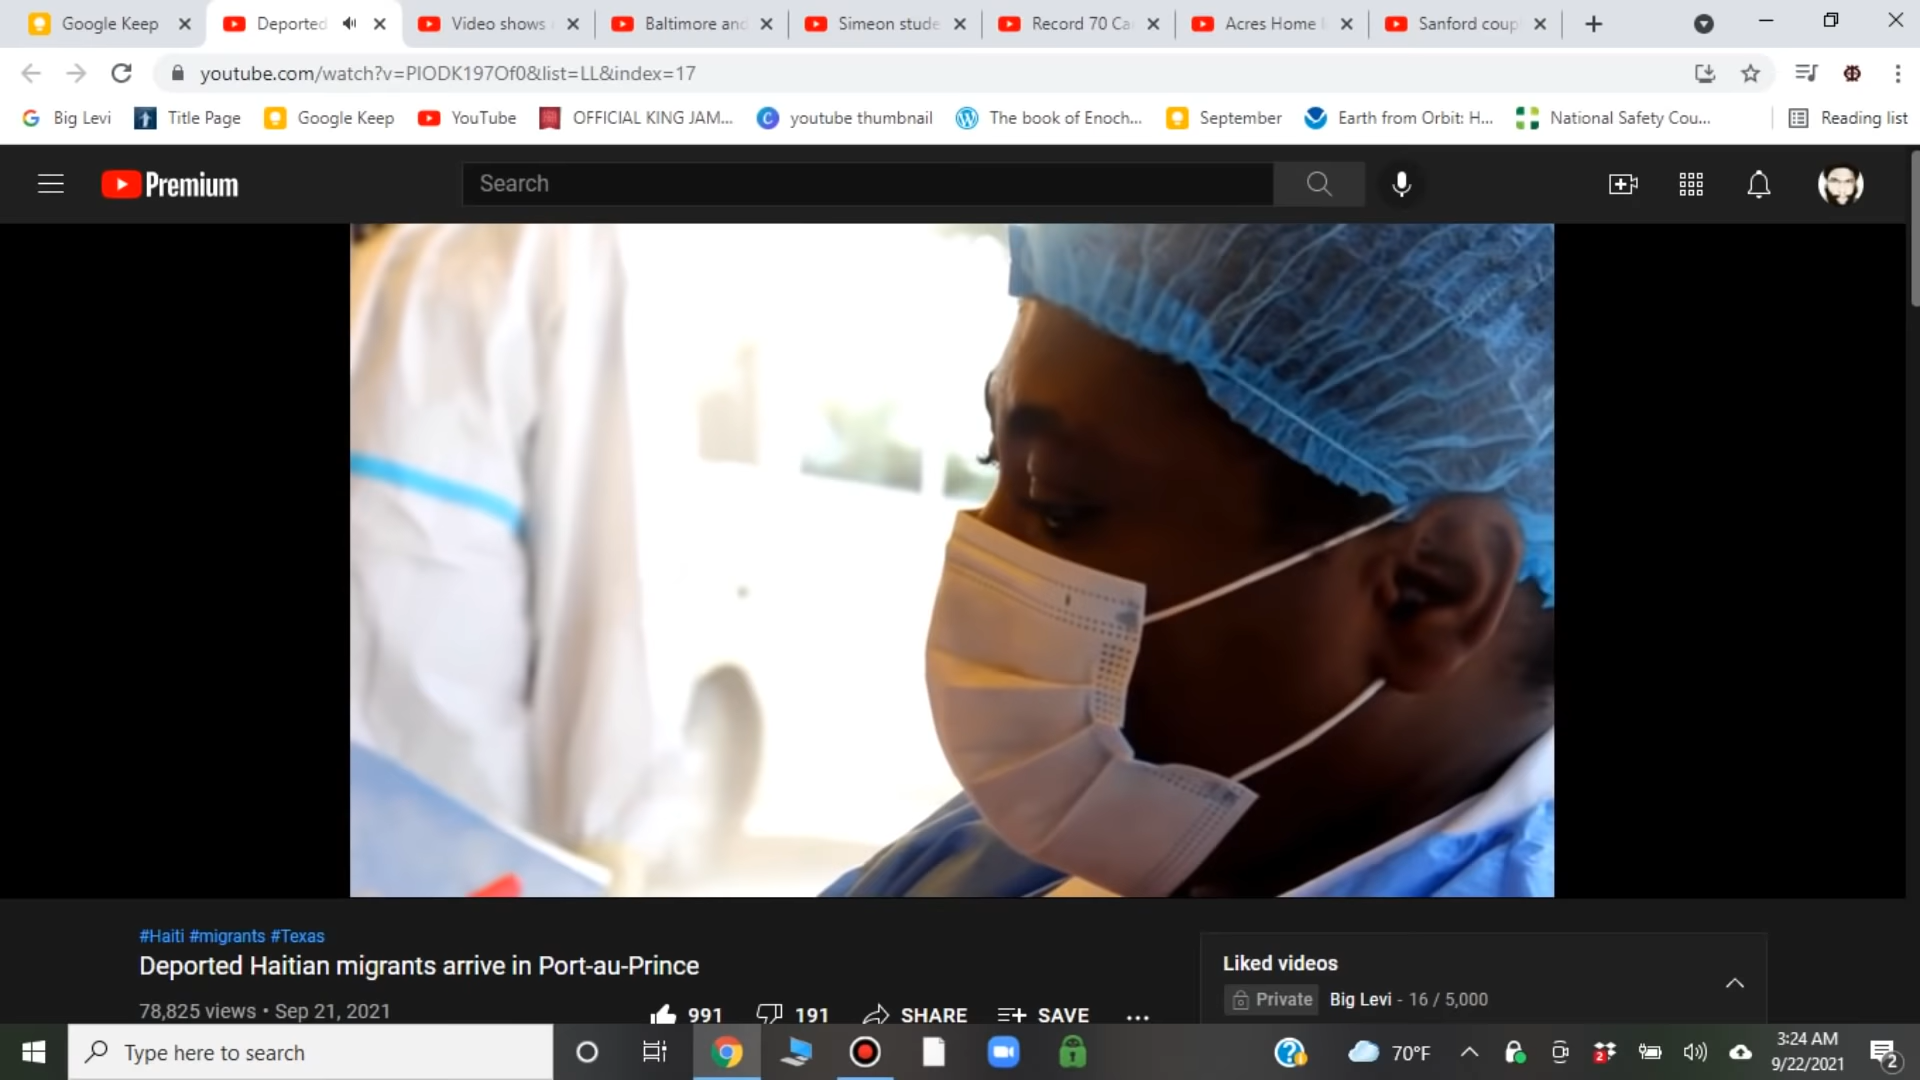 Google Keep
Deported
Video shows
Baltimore and
Simeon stude
Record 70 Ca
Acres Home
Sanford coup
youtube.com/watch?v=PIODK197Of0&list=LL&index=17
Big Levi
Title Page
Google Keep
YouTube
OFFICIAL KING JAM...
youtube thumbnail
The book of Enoch...
September
Earth from Orbit: H...
National Safety Cou...
Reading list
Premium
Search
#Haiti #migrants #Texas
Deported Haitian migrants arrive in Port-au-Prince
78,825 views • Sep 21, 2021
991
191
SHARE
SAVE
Liked videos
Private
Big Levi - 16 / 5,000
Type here to search
70°F
3:24 AM
9/22/2021
2